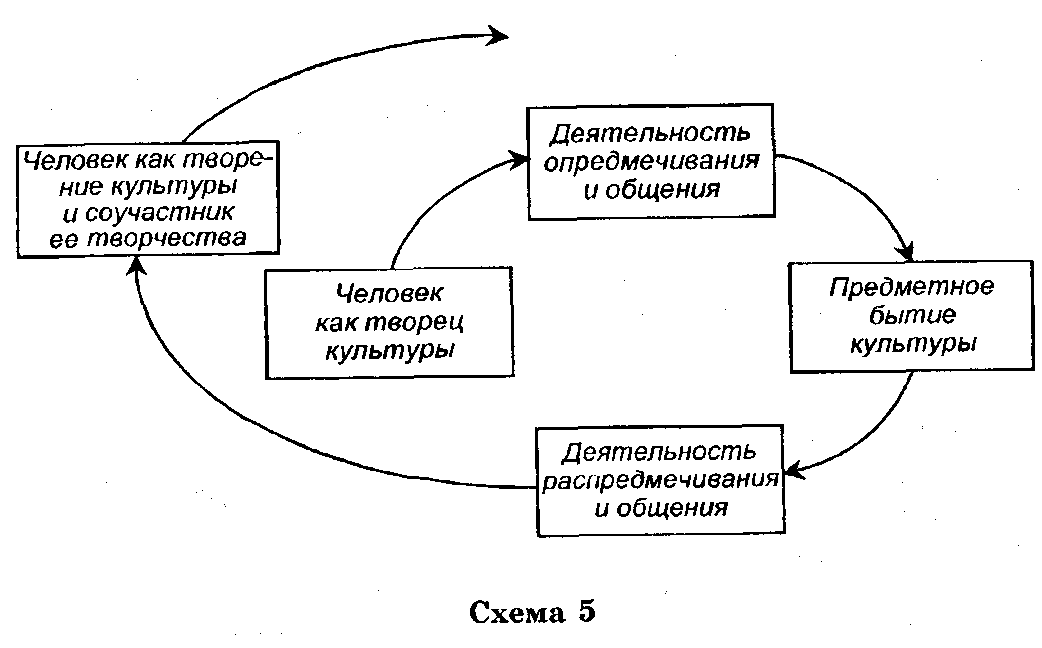 Деятельность
опредмечивания
и общения
Человек как творе-
ние культуры
и соучастник
ее творчества
Человек
как творец
культуры
Предметное
бытие
культуры
Деятельность
распредмечивания
и общения
Схема 5